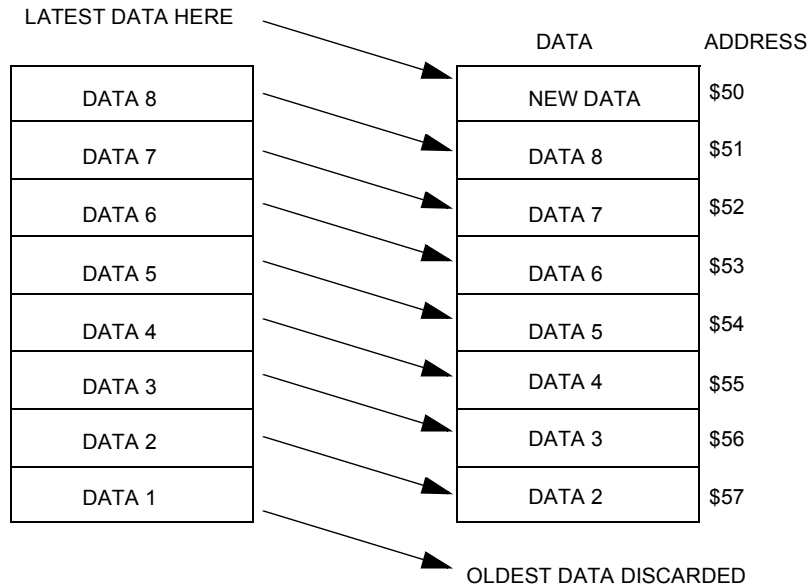 LATEST DATA HERE
DATA ADDRESS
DATA 8 NEW DATA $50
DATA 7 DATA 8 $51
DATA 6 DATA 7 $52
DATA 5 DATA 6 $53
DATA 4 DATA 5 $54
DATA 3 DATA 4 $55
DATA 2 DATA 3 $56
DATA 1 DATA 2 $57
OLDEST DATA DISCARDED